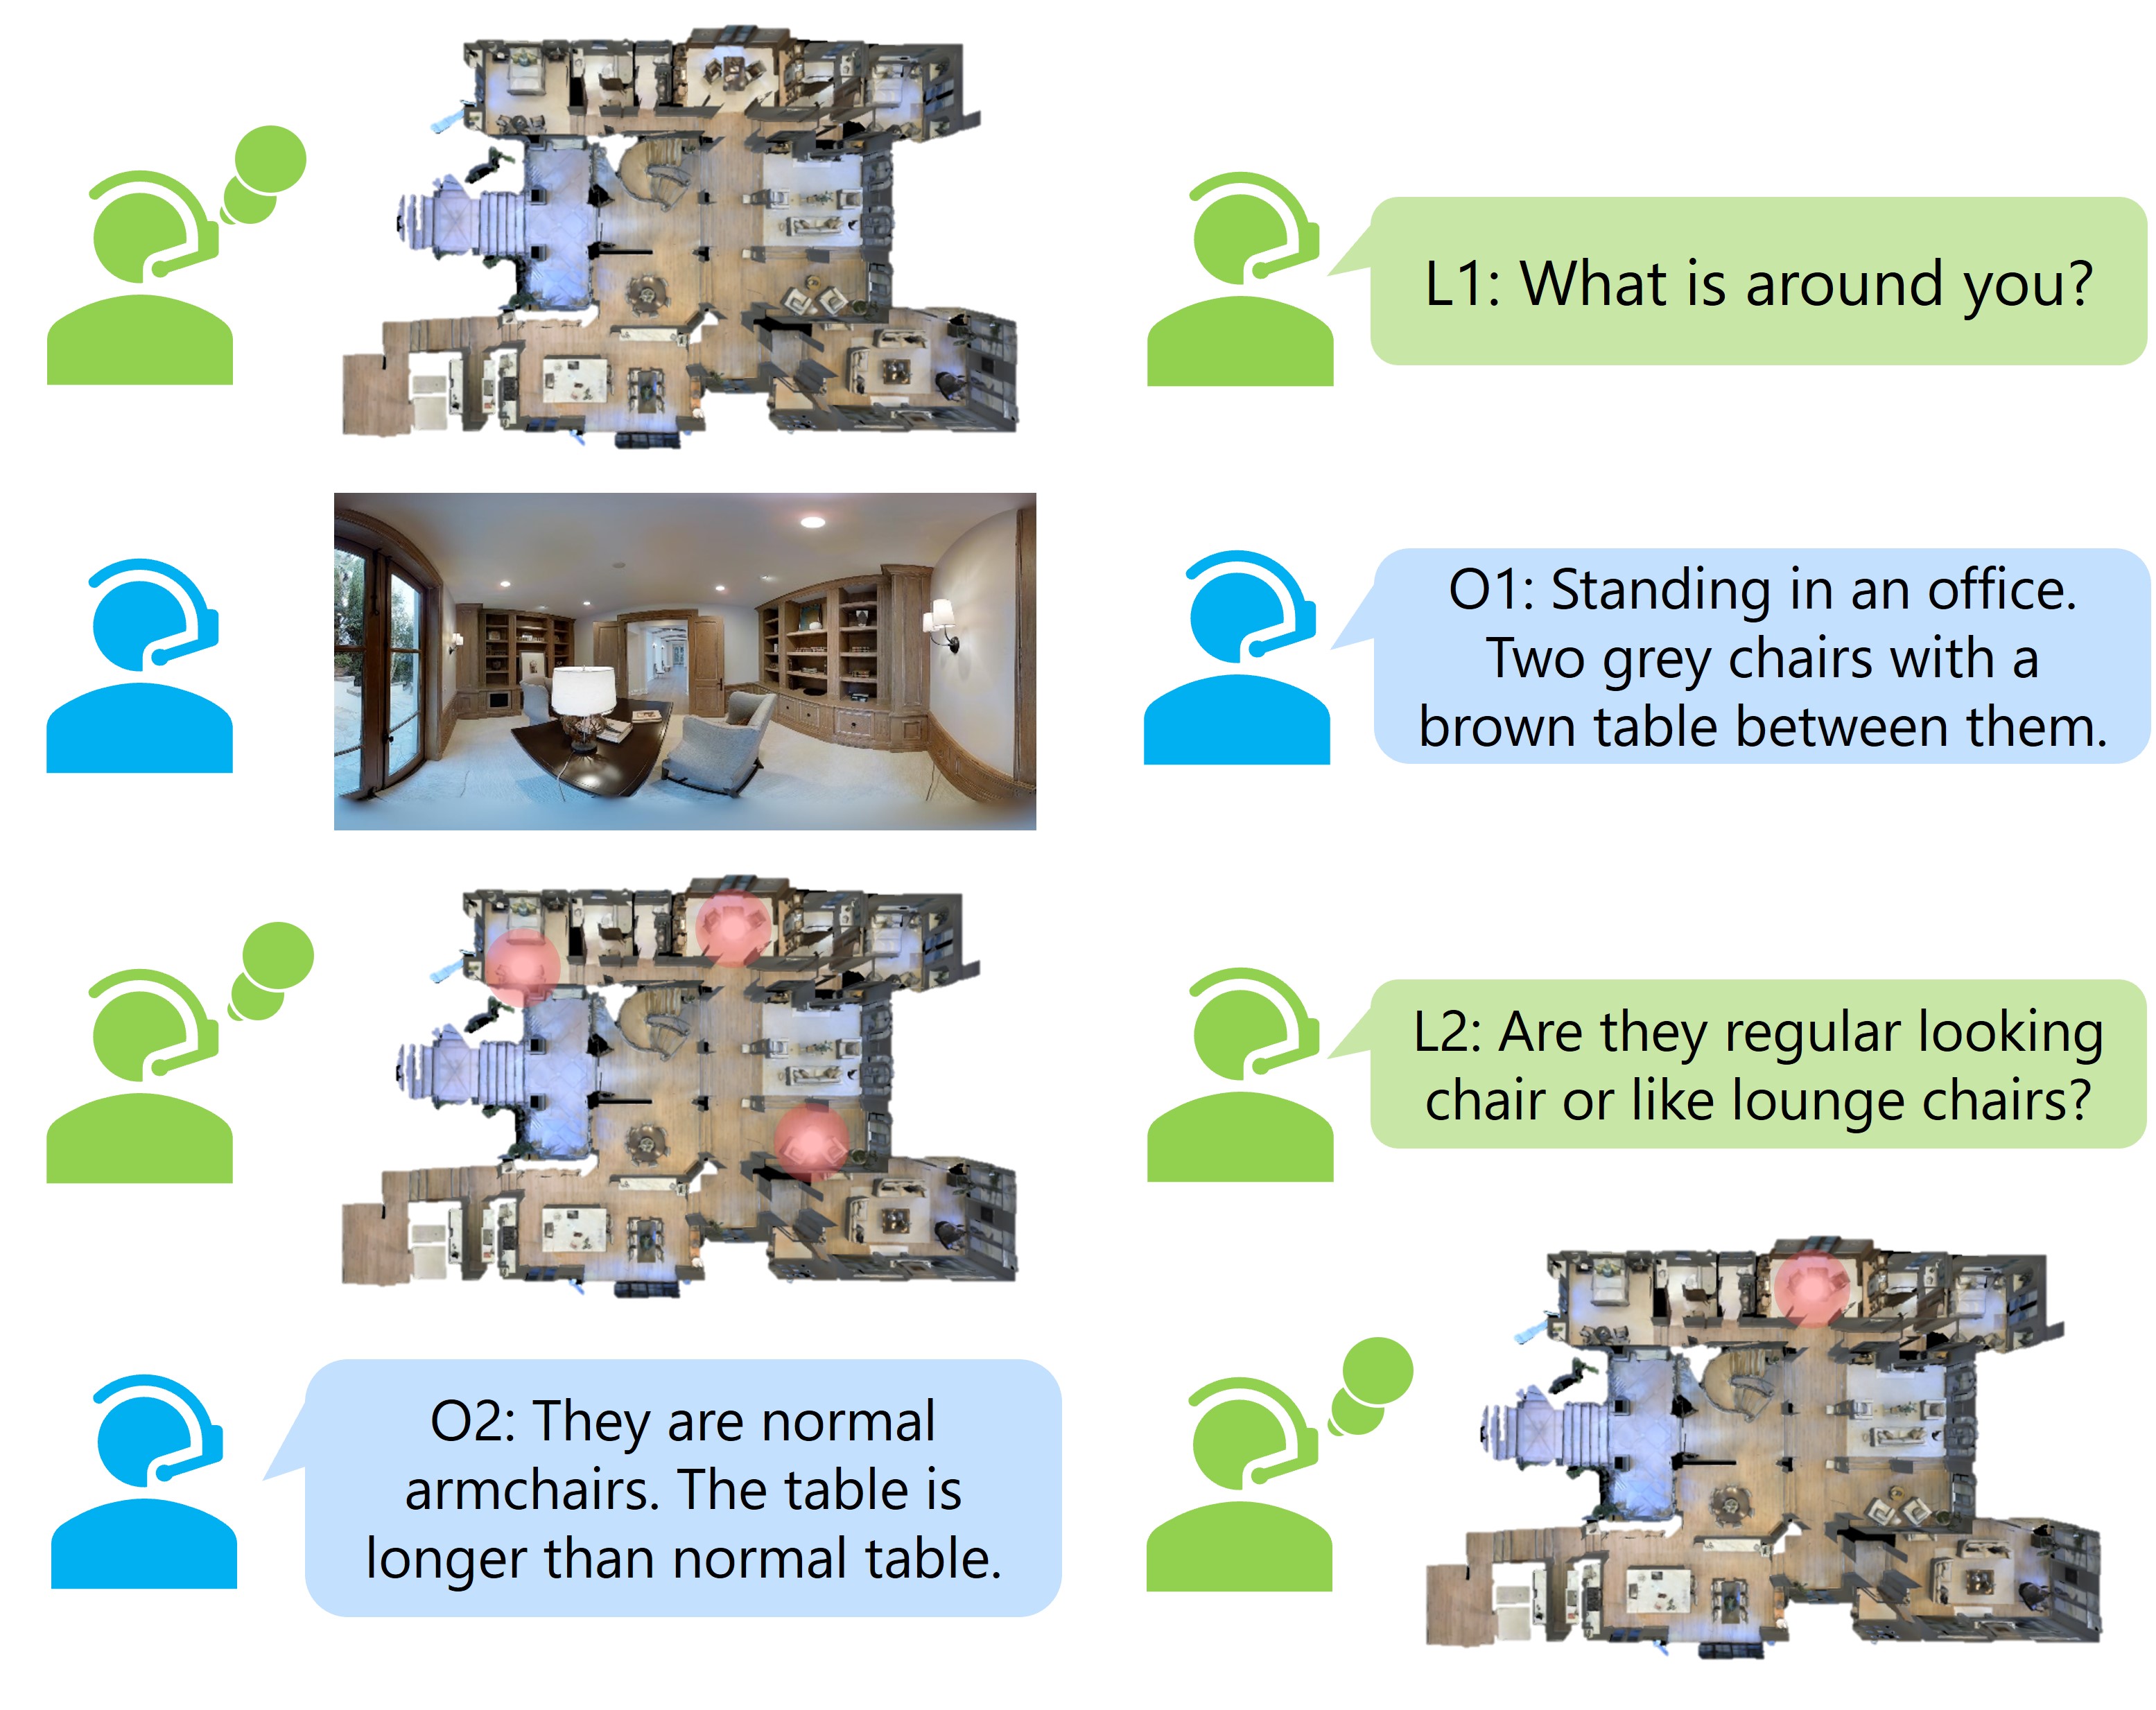 L1: What is around you?
O1: Standing in an office.
Two grey chairs with a
brown table between them.
L2: Are they regular looking
chair or like lounge chairs?
O2: They are normal
armchairs. The table is
longer than normal table.